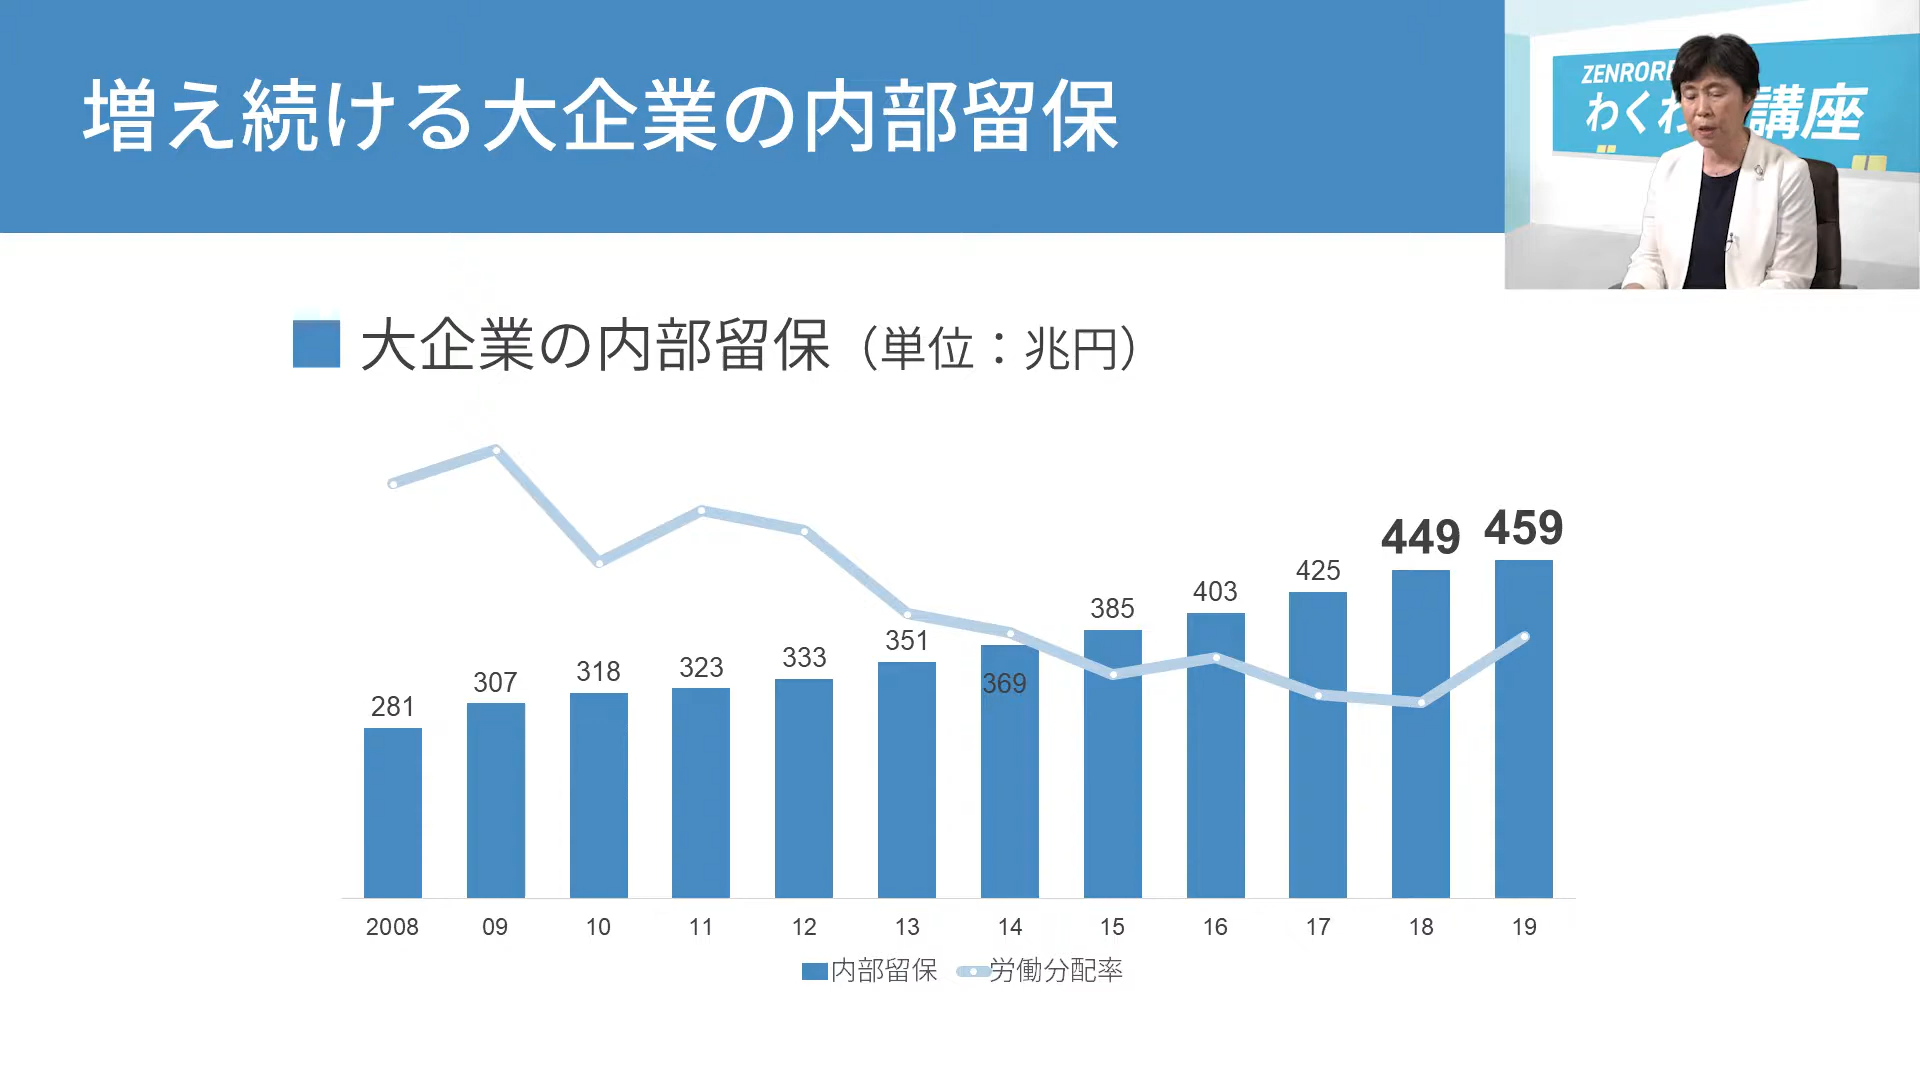 増え続ける大企業の内部留保
ZENRORE
わくわ 講座
大企業の内部留保（単位：兆円）
281 307 318 323 333 351 369 385 403 425 449 459
2008 09 10 11 12 13 14 15 16 17 18 19
内部留保 労働分配率